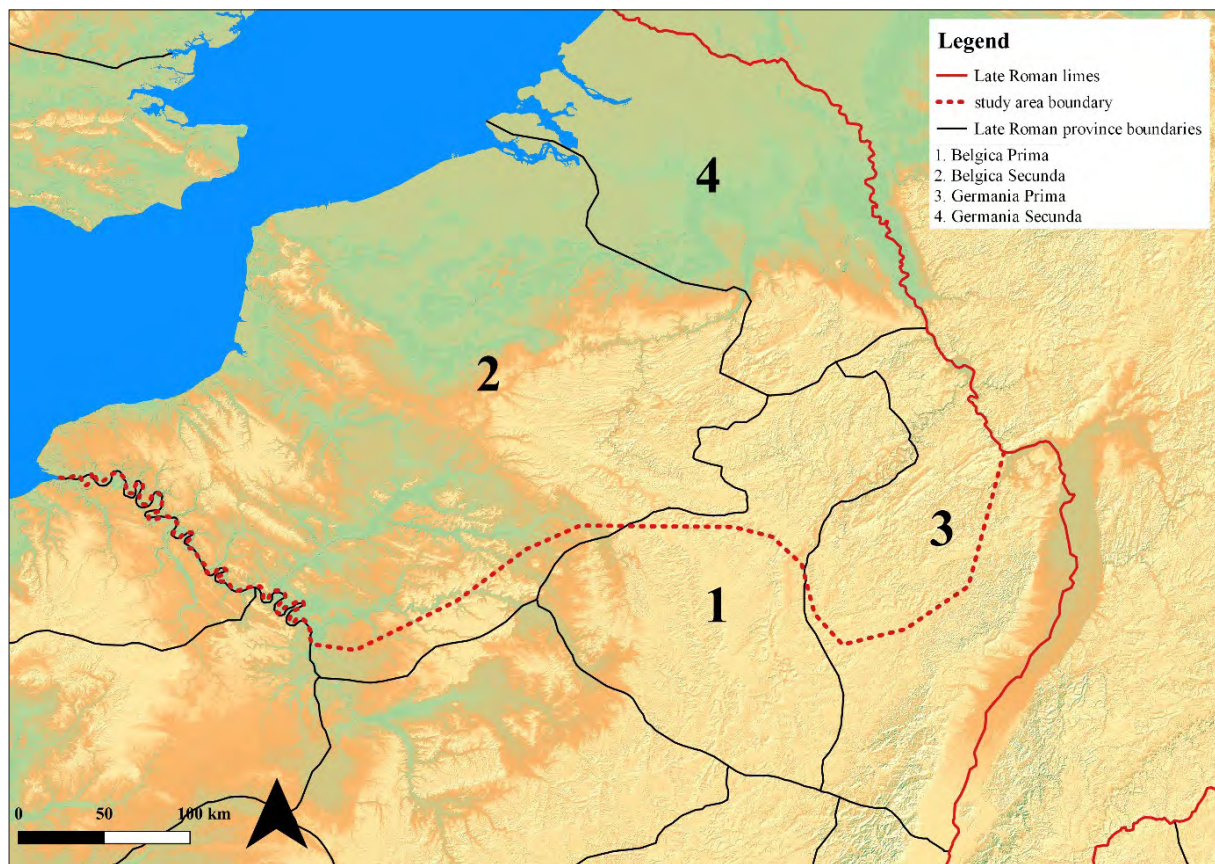 Legend
Late Roman limes
study area boundary
Late Roman province boundaries
1. Belgica Prima
2. Belgica Secunda
3. Germania Prima
4. Germania Secunda
4
2
3
1
0 50 100 km